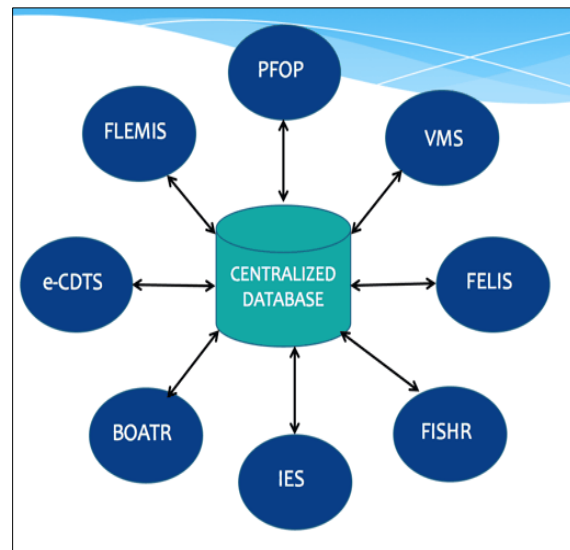 PFOP
FLEMIS
VMS
e-CDTS
CENTRALIZED
DATABASE
FELIS
BOATR
FISHR
IES